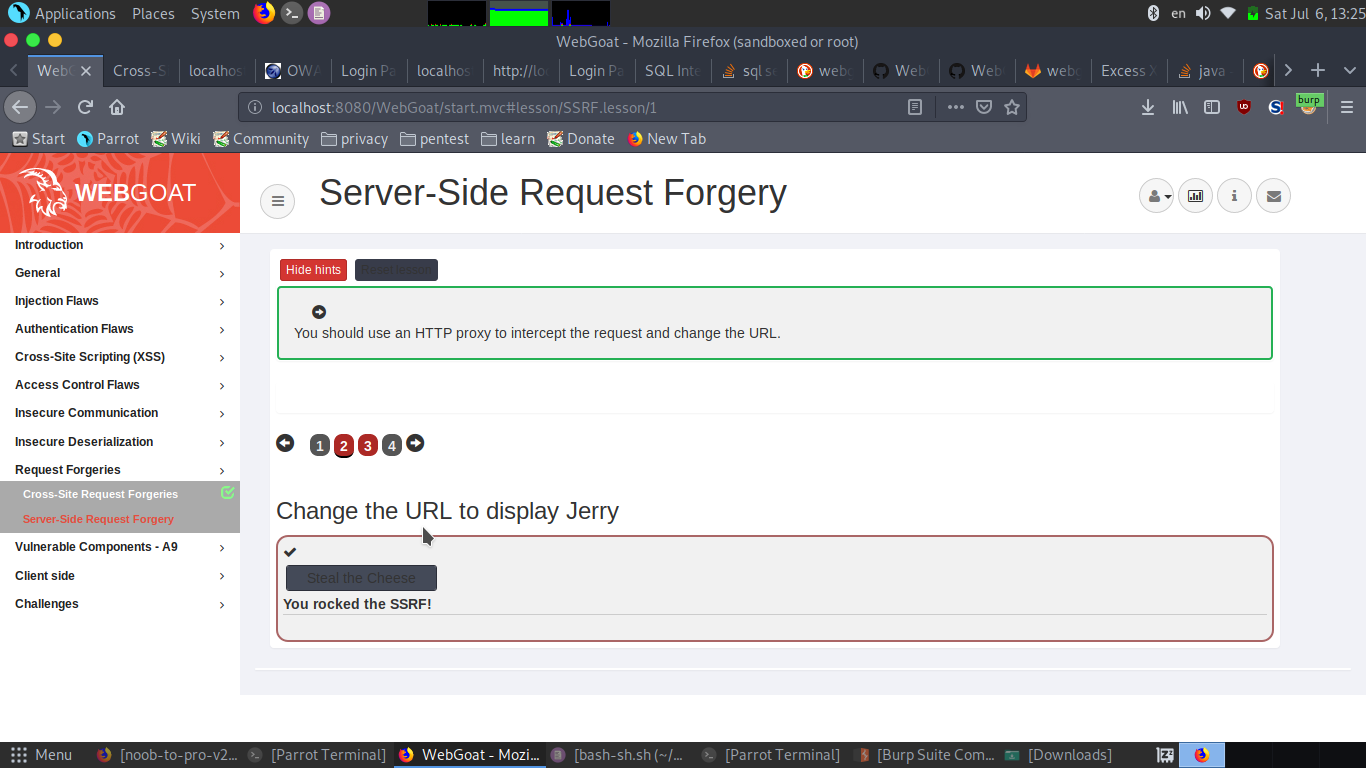 Applications Places System en Sat Jul 6, 13:25
WebGoat - Mozilla Firefox (sandboxed or root)
WebG Cross-S localhos OWA Login Pa localhos http://lo Login Pa SQL Inte sql se webg Web Web webg Excess X java
localhost:8080/WebGoat/start.mvc#lesson/SSRF.lesson/1 burp
Start Parrot Wiki Community privacy pentest learn Donate New Tab
WEBGOAT
Server-Side Request Forgery
Introduction
General
Injection Flaws
Authentication Flaws
Cross-Site Scripting (XSS)
Access Control Flaws
Insecure Communication
Insecure Deserialization
Request Forgeries
Cross-Site Request Forgeries
Server-Side Request Forgery
Vulnerable Components - A9
Client side
Challenges
Hide hints Reset lesson
You should use an HTTP proxy to intercept the request and change the URL.
1 2 3 4
Change the URL to display Jerry
Steal the Cheese
You rocked the SSRF!
Menu [noob-to-pro-v2... [Parrot Terminal] WebGoat - Mozi... [bash-sh.sh (~/... [Parrot Terminal] [Burp Suite Com... [Downloads]